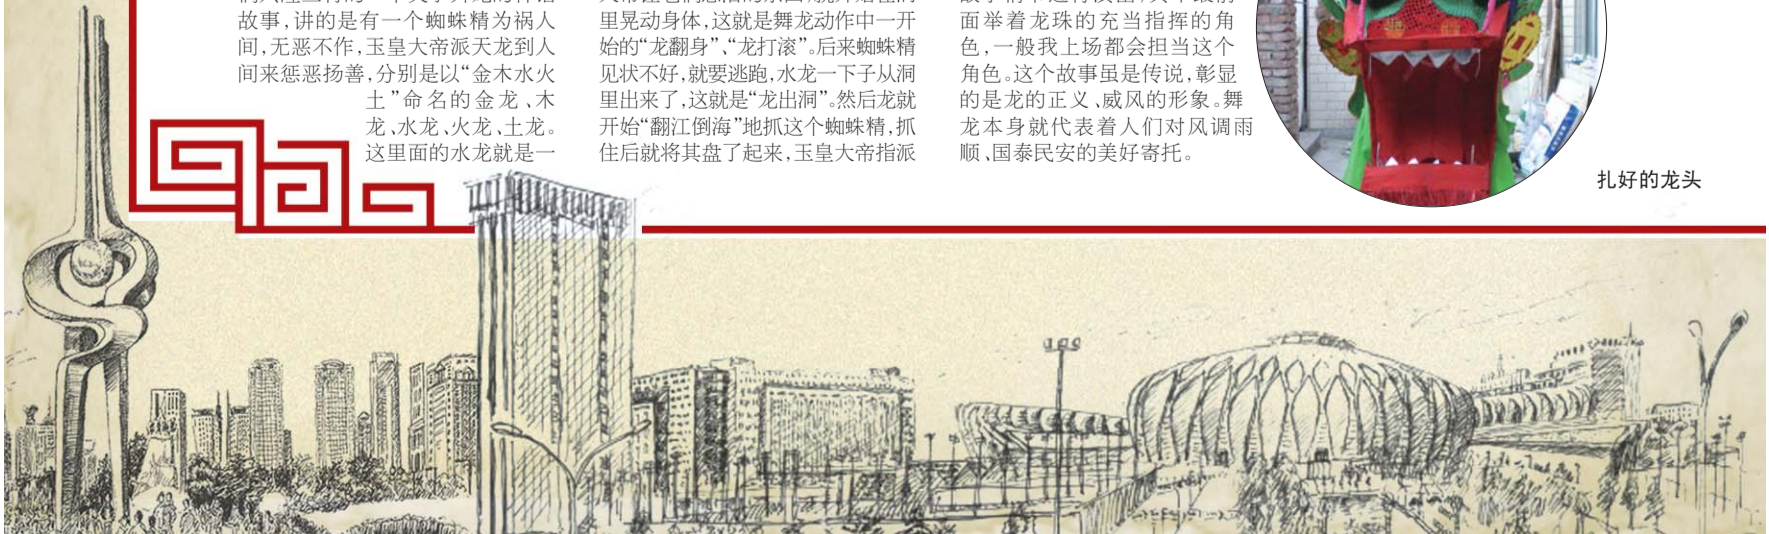 故事,讲的是有一个蜘蛛精为祸人
间,无恶不作,玉皇大帝派天龙到人
间来惩恶扬善,分别是以“金木水火
土”命名的金龙、木
龙、水龙、火龙、土龙。
这里面的水龙就是一
里晃动身体,这就是舞龙动作中一开
始的“龙翻身”、“龙打滚”。后来蜘蛛精
见状不好,就要逃跑,水龙一下子从洞
里出来了,这就是“龙出洞”。然后龙就
开始“翻江倒海”地抓这个蜘蛛精,抓
住后就将其盘了起来,玉皇大帝指派
面举着龙珠的充当指挥的角
色,一般我上场都会担当这个
角色。这个故事虽是传说,彰显
的是龙的正义、威风的形象。舞
龙本身就代表着人们对风调雨
顺、国泰民安的美好寄托。
扎好的龙头